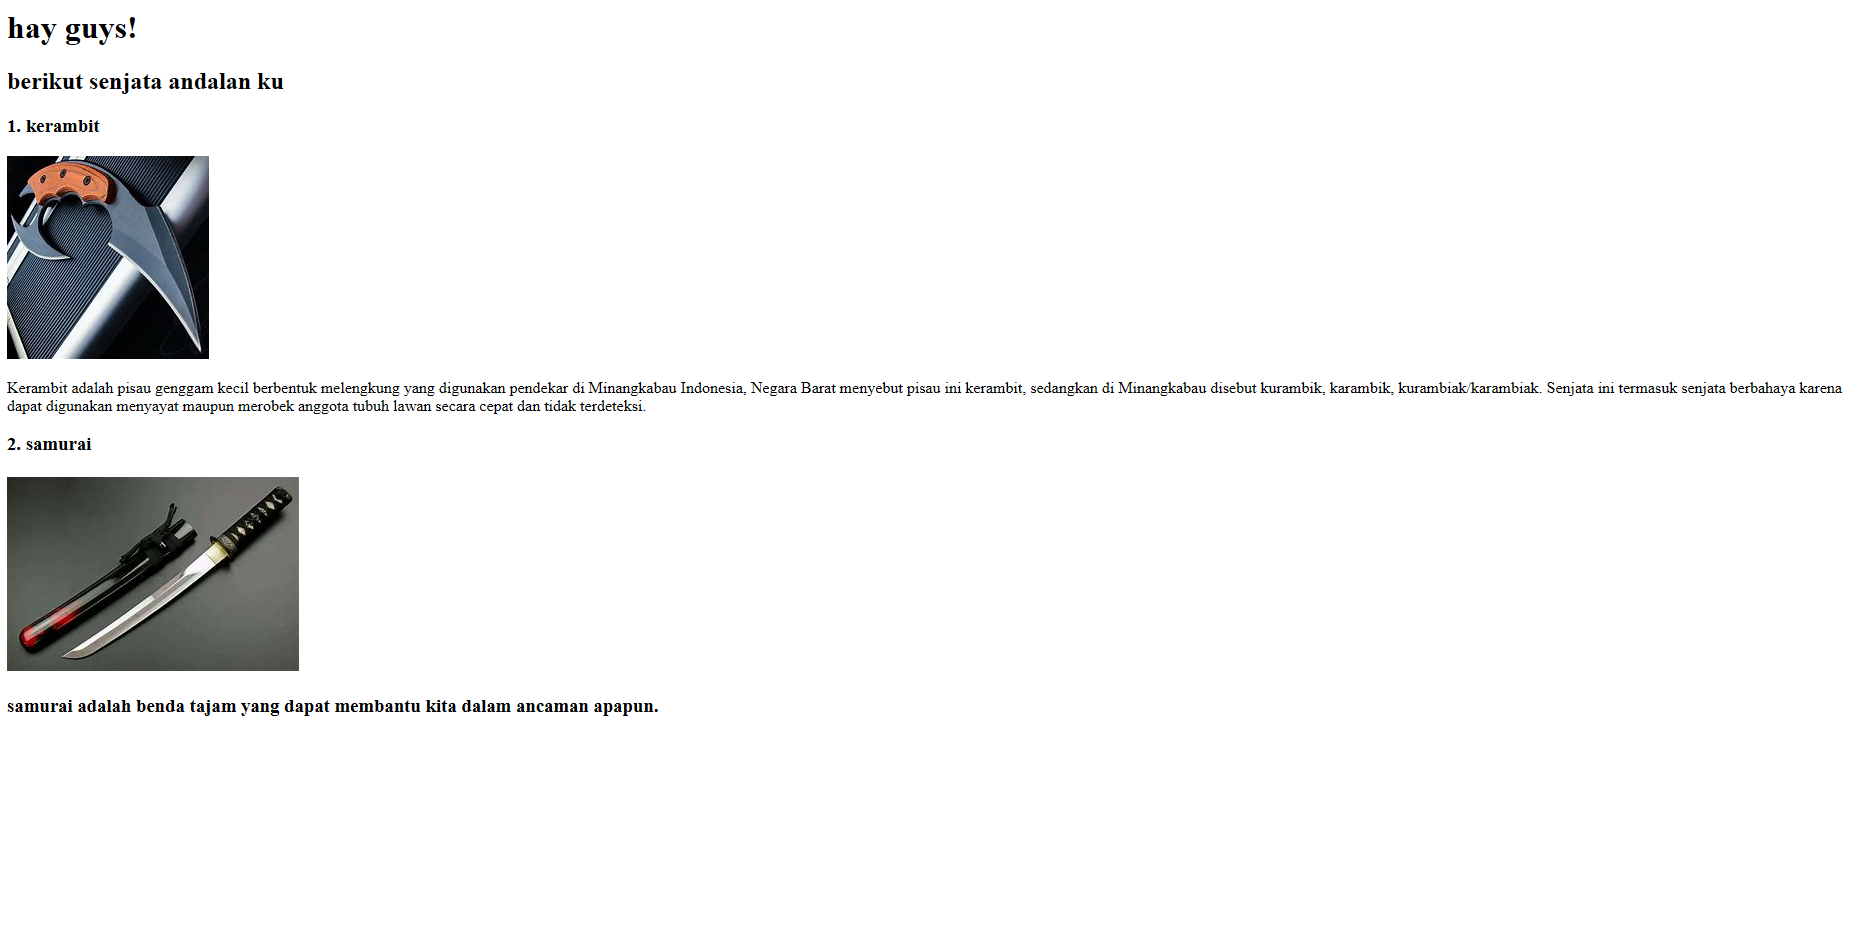 hay guys!
berikut senjata andalan ku
1. kerambit
Kerambit adalah pisau genggam kecil berbentuk melengkung yang digunakan pendekar di Minangkabau Indonesia, Negara Barat menyebut pisau ini kerambit, sedangkan di Minangkabau disebut kurambik, karambik, kurambiak/karambiak. Senjata ini termasuk senjata berbahaya karena
dapat digunakan menyayat maupun merobek anggota tubuh lawan secara cepat dan tidak terdeteksi.
2. samurai
samurai adalah benda tajam yang dapat membantu kita dalam ancaman apapun.